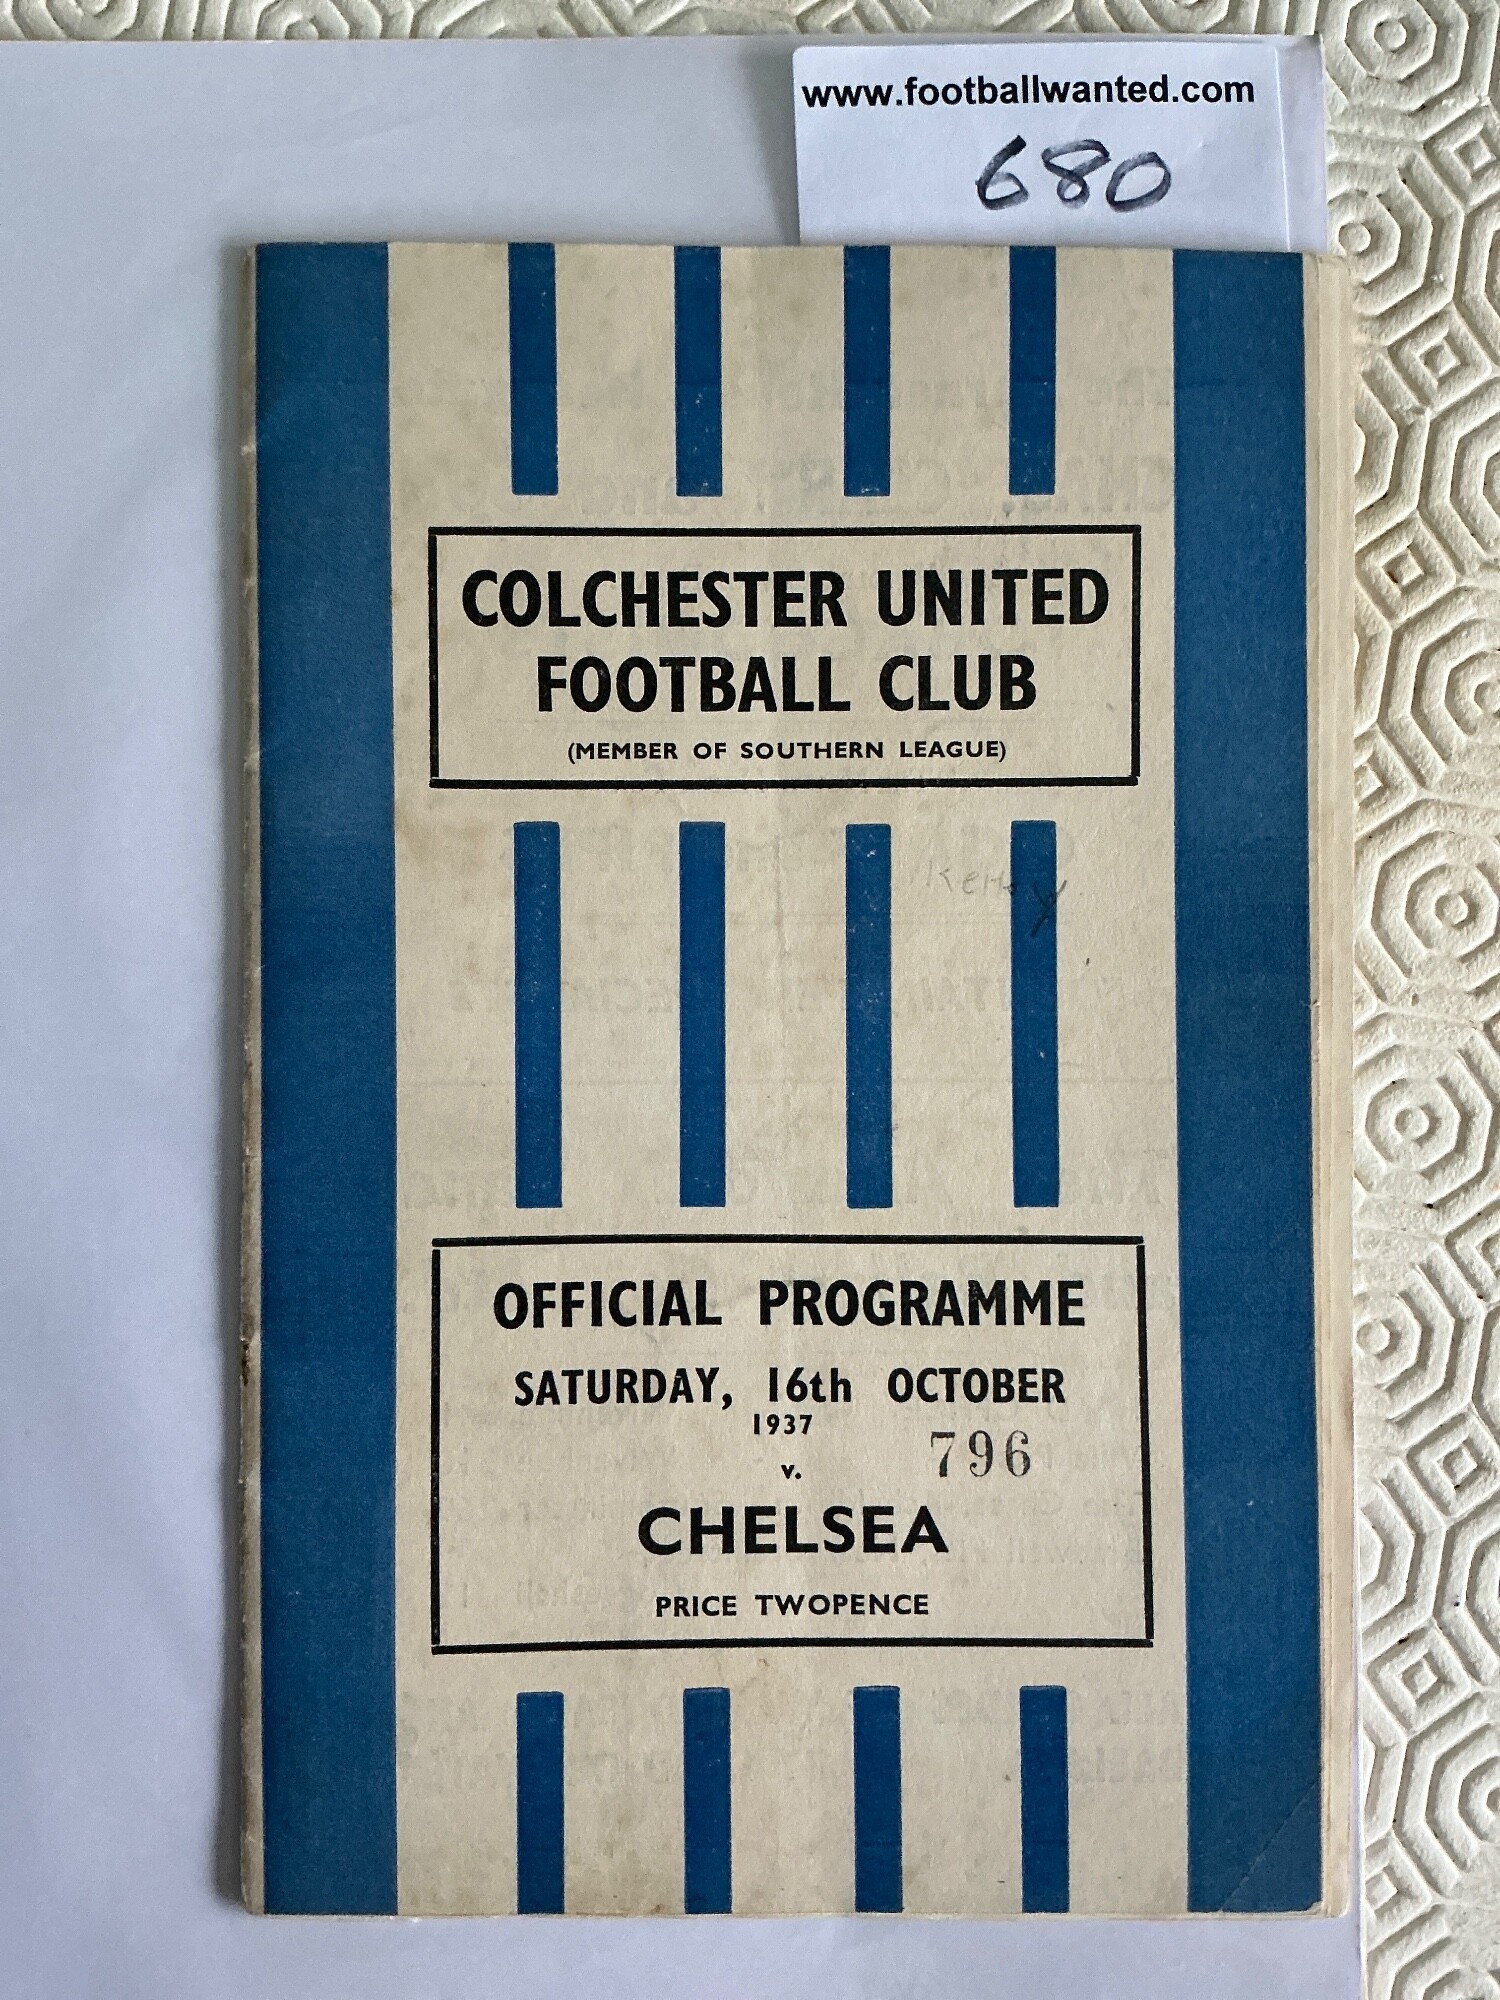 www.footballwanted.com
680
COLCHESTER UNITED
FOOTBALL CLUB
(MEMBER OF SOUTHERN LEAGUE)
OFFICIAL PROGRAMME
SATURDAY, 16th OCTOBER
1937
v. 796
CHELSEA
PRICE TWOPENCE